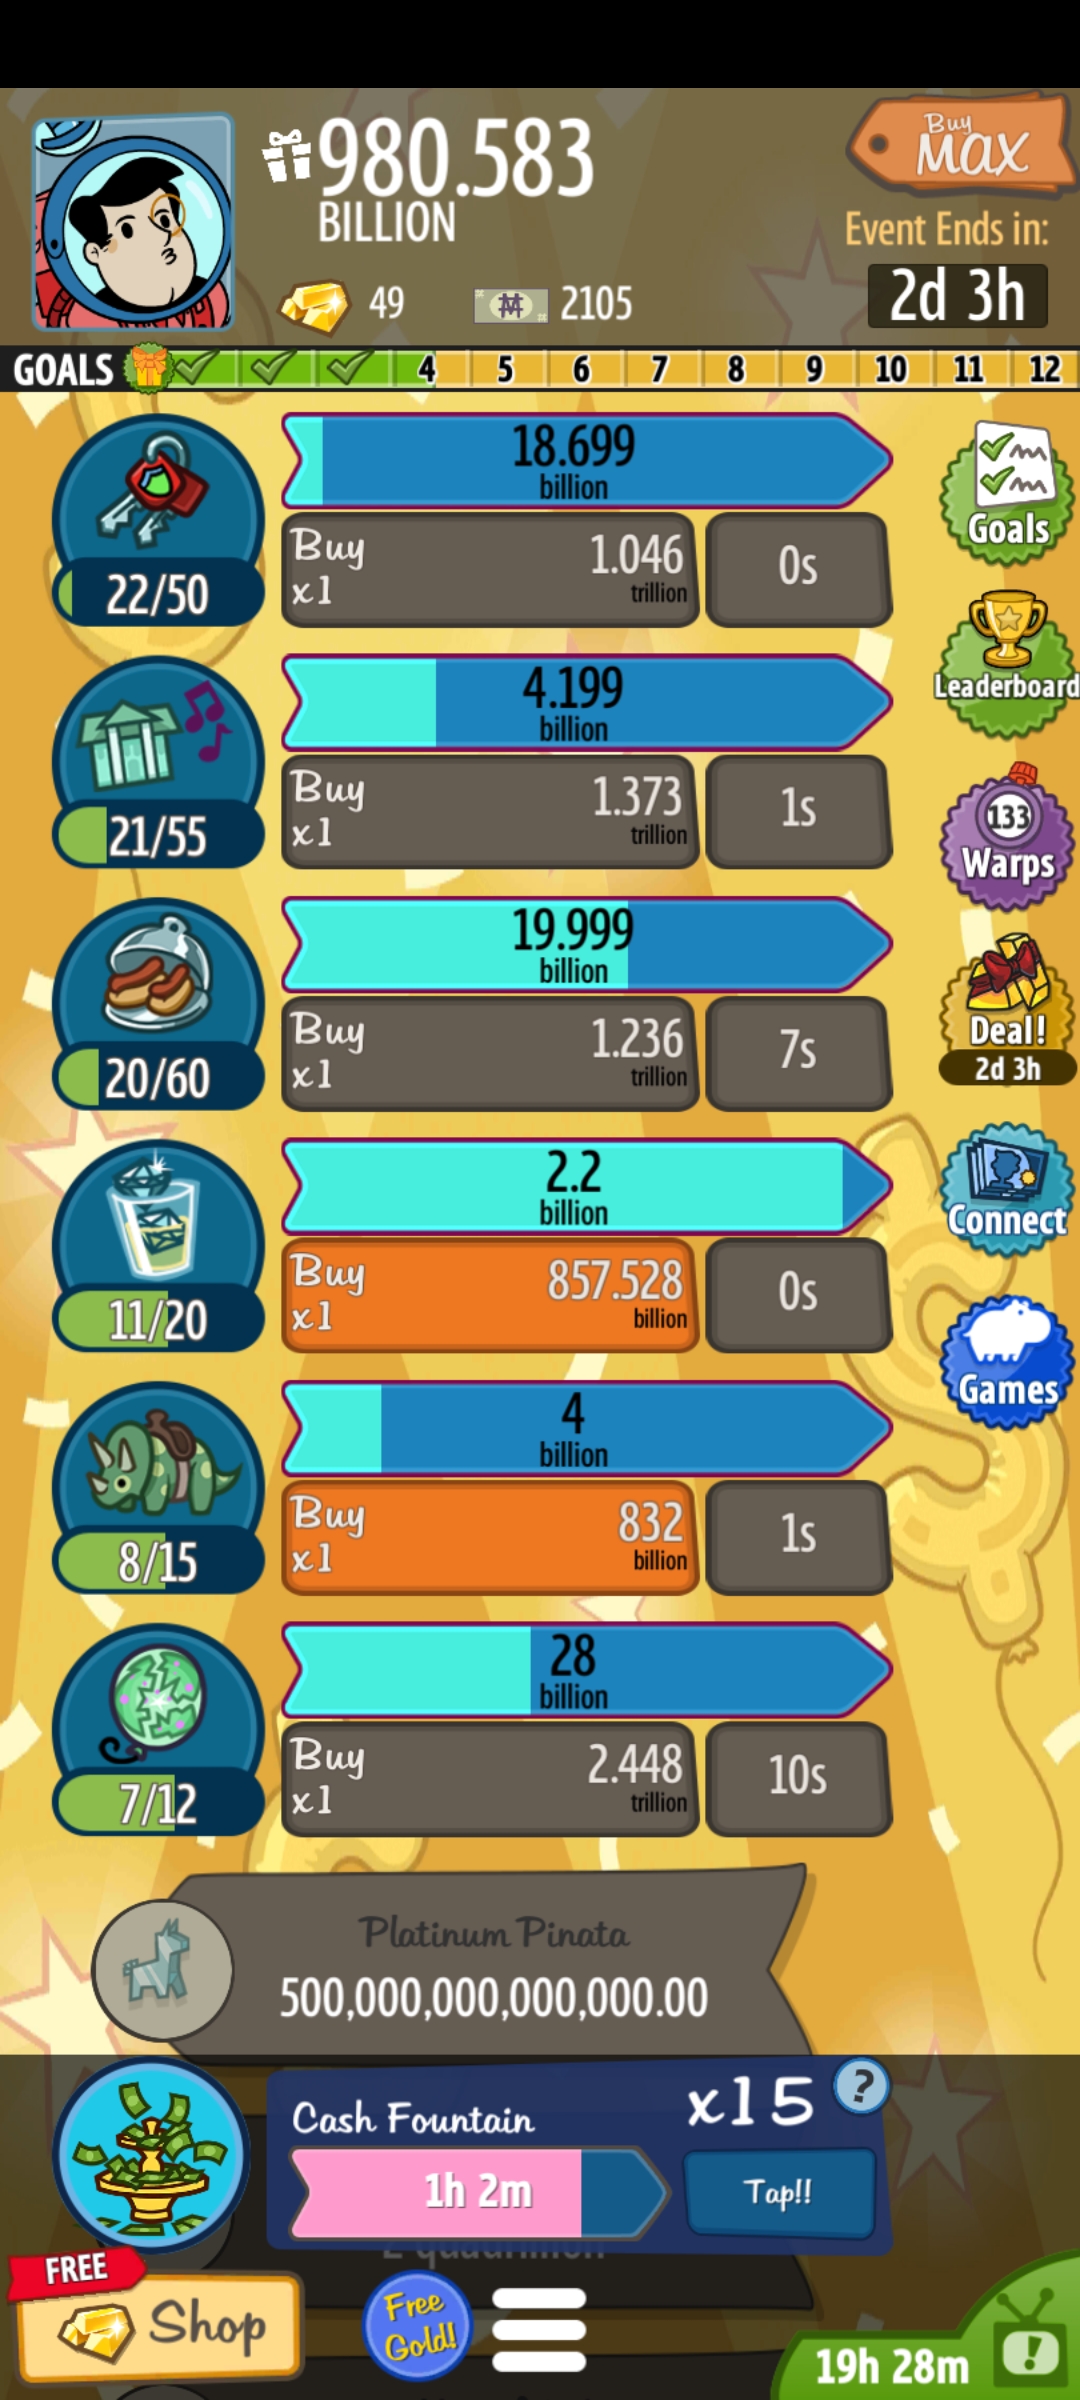 980.583
BILLION
Buy
MAX
Event Ends in:
2d 3h
49
2105
GOALS 4 5 6 7 8 9 10 11 12
18.699
billion
Buy
x1
1.046
trillion
0s
22/50
Goals
Leaderboard
4.199
billion
Buy
x1
1.373
trillion
1s
21/55
133
Warps
19.999
billion
Buy
x1
1.236
trillion
7s
20/60
Deal!
2d 3h
2.2
billion
Buy
x1
857.528
billion
0s
11/20
Connect
Games
4
billion
Buy
x1
832
billion
1s
8/15
28
billion
Buy
x1
2.448
trillion
10s
7/12
Platinum Pinata
500,000,000,000,000.00
Cash Fountain
x15
?
1h 2m
Tap!!
2 quadrillion
FREE
Shop
Free
Gold!
19h 28m